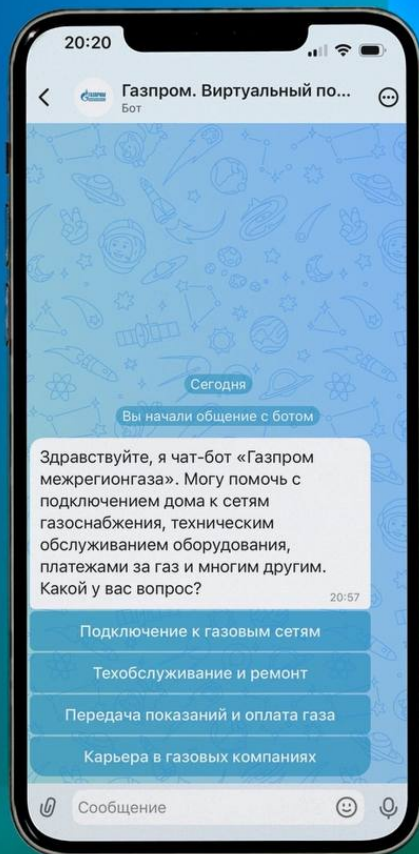 20:20
Газпром. Виртуальный по...
Бот
Сегодня
Вы начали общение с ботом
Здравствуйте, я чат-бот «Газпром
межрегионгаза». Могу помочь с
подключением дома к сетям
газоснабжения, техническим
обслуживанием оборудования,
платежами за газ и многим другим.
Какой у вас вопрос?
20:57
Подключение к газовым сетям
Техобслуживание и ремонт
Передача показаний и оплата газа
Карьера в газовых компаниях
Сообщение